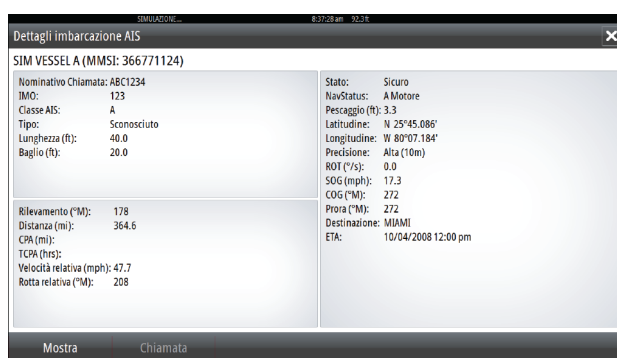 SIMULAZIONE... 8:37:28 am 92.3 ft
Dettagli imbarcazione AIS
SIM VESSEL A (MMSI: 366771124)
Nominativo Chiamata: ABC1234
IMO: 123
Classe AIS: A
Tipo: Sconosciuto
Lunghezza (ft): 40.0
Baglio (ft): 20.0
Rilevamento (°M): 178
Distanza (mi): 364.6
CPA (mi):
TCPA (hrs):
Velocità relativa (mph): 47.7
Rotta relativa (°M): 208
Stato: Sicuro
NavStatus: A Motore
Pescaggio (ft): 3.3
Latitudine: N 25°45.086'
Longitudine: W 80°07.184'
Precisione: Alta (10m)
ROT (°/s): 0.0
SOG (mph): 17.3
COG (°M): 272
Prora (°M): 272
Destinazione: MIAMI
ETA: 10/04/2008 12:00 pm
Mostra Chiamata